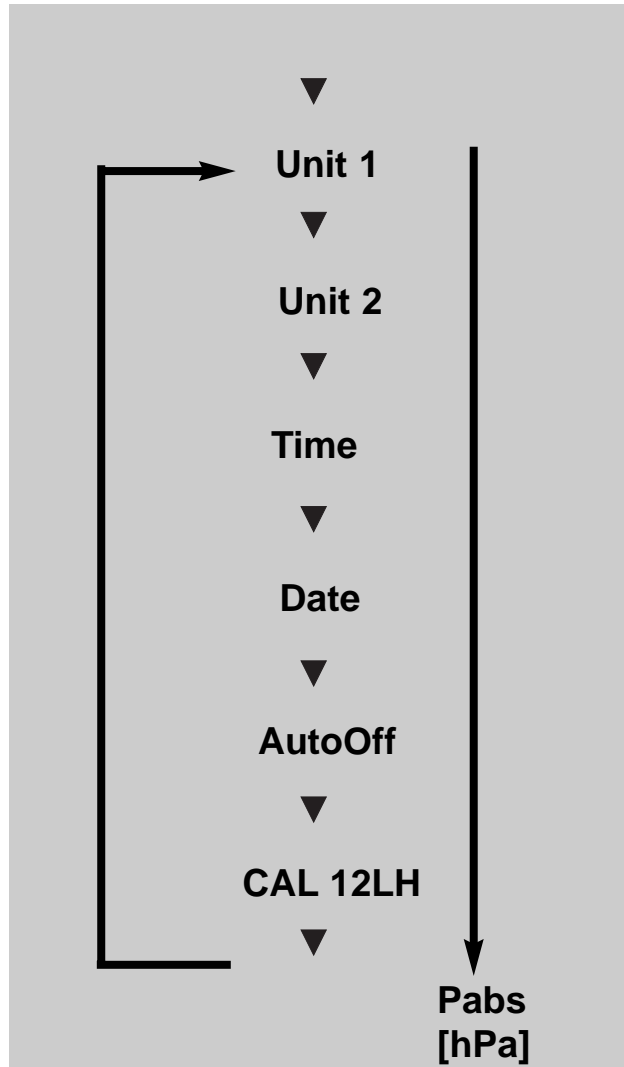 Unit 1
Unit 2
Time
Date
AutoOff
CAL 12LH
Pabs
[hPa]